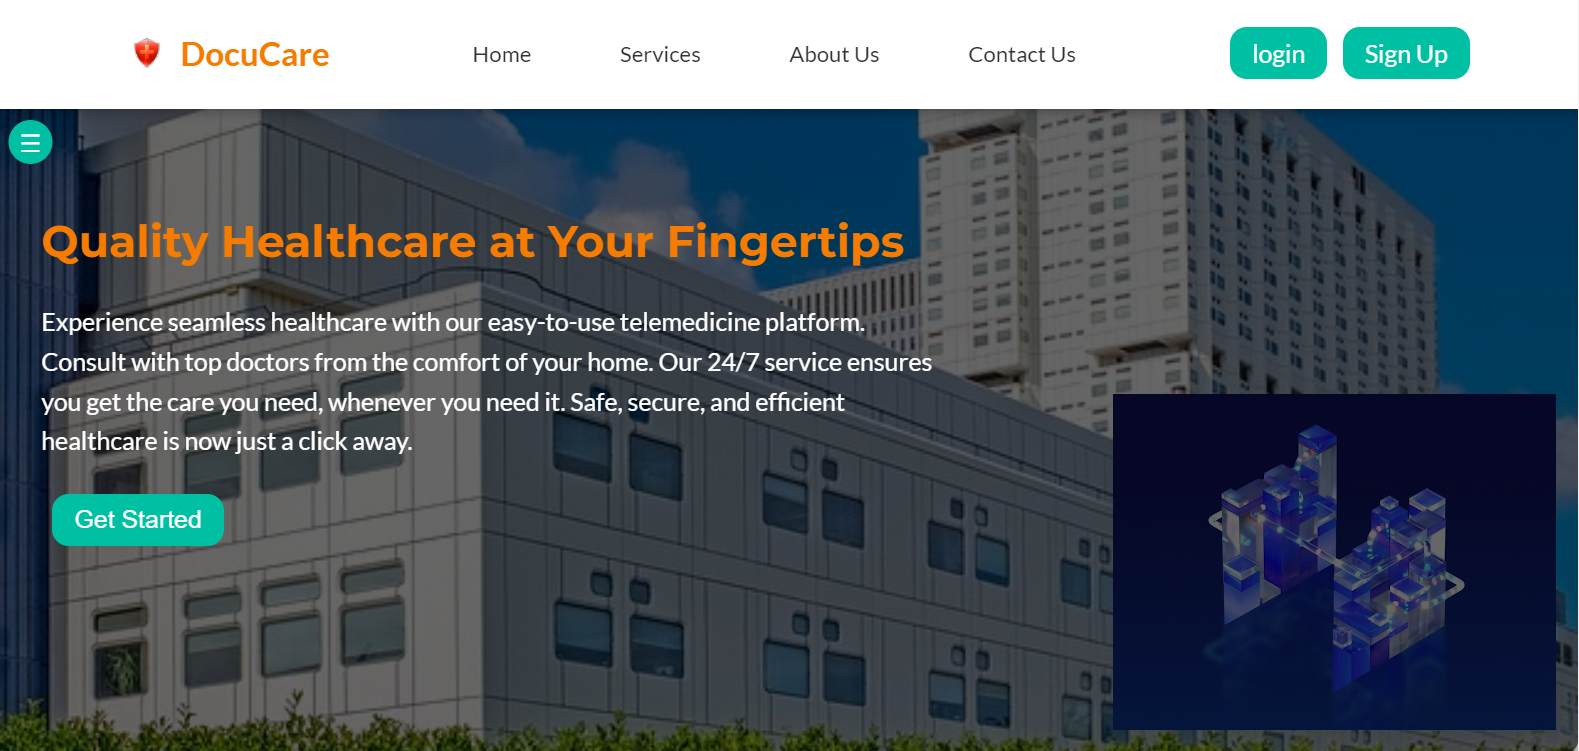 DocuCare
Home
Services
About Us
Contact Us
login
Sign Up
Quality Healthcare at Your Fingertips
Experience seamless healthcare with our easy-to-use telemedicine platform.
Consult with top doctors from the comfort of your home. Our 24/7 service ensures
you get the care you need, whenever you need it. Safe, secure, and efficient
healthcare is now just a click away.
Get Started